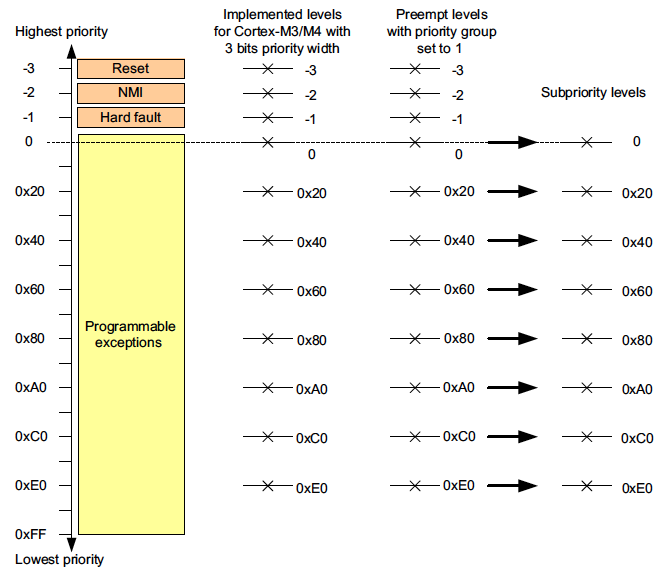 Highest priority
Implemented levels
for Cortex-M3/M4 with
3 bits priority width
Preempt levels
with priority group
set to 1
Subpriority levels
-3 Reset -3 -3
-2 NMI -2 -2
-1 Hard fault -1 -1
0 0 0 0
0x20 0x20 0x20 0x20
0x40 0x40 0x40 0x40
0x60 0x60 0x60 0x60
Programmable
exceptions
0x80 0x80 0x80 0x80
0xA0 0xA0 0xA0 0xA0
0xC0 0xC0 0xC0 0xC0
0xE0 0xE0 0xE0 0xE0
0xFF
Lowest priority